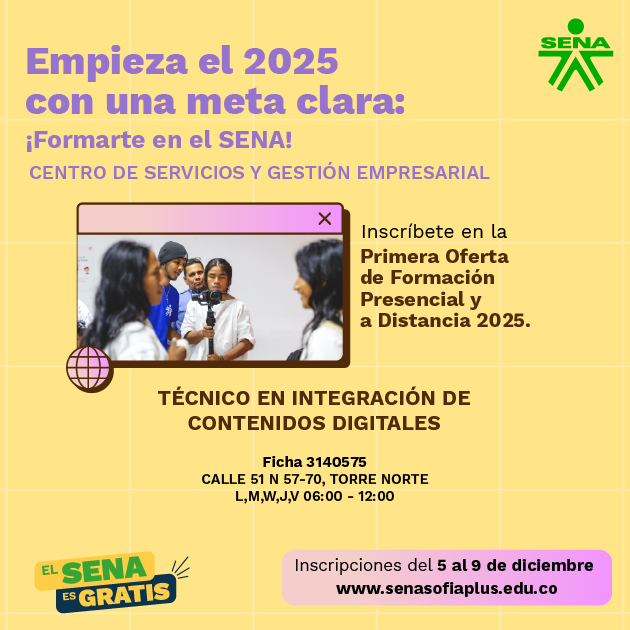 SENA
Empieza el 2025
con una meta clara:
¡Formarte en el SENA!
CENTRO DE SERVICIOS Y GESTIÓN EMPRESARIAL
Inscríbete en la
Primera Oferta
de Formación
Presencial y
a Distancia 2025.
TÉCNICO EN INTEGRACIÓN DE
CONTENIDOS DIGITALES
Ficha 3140575
CALLE 51 N 57-70, TORRE NORTE
L,M,W,J,V 06:00 - 12:00
EL SENA
ES GRATIS
Inscripciones del 5 al 9 de diciembre
www.senasofiaplus.edu.co